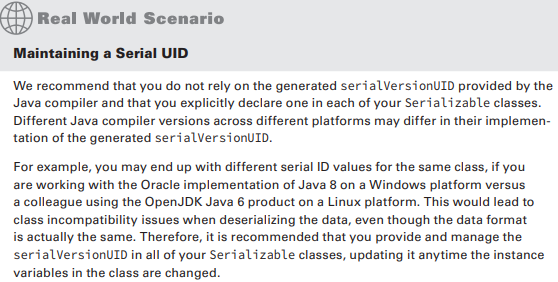 Real World Scenario
Maintaining a Serial UID
We recommend that you do not rely on the generated serialVersionUID provided by the
Java compiler and that you explicitly declare one in each of your Serializable classes.
Different Java compiler versions across different platforms may differ in their implemen-
tation of the generated serialVersionUID.
For example, you may end up with different serial ID values for the same class, if you
are working with the Oracle implementation of Java 8 on a Windows platform versus
a colleague using the OpenJDK Java 6 product on a Linux platform. This would lead to
class incompatibility issues when deserializing the data, even though the data format
is actually the same. Therefore, it is recommended that you provide and manage the
serialVersionUID in all of your Serializable classes, updating it anytime the instance
variables in the class are changed.